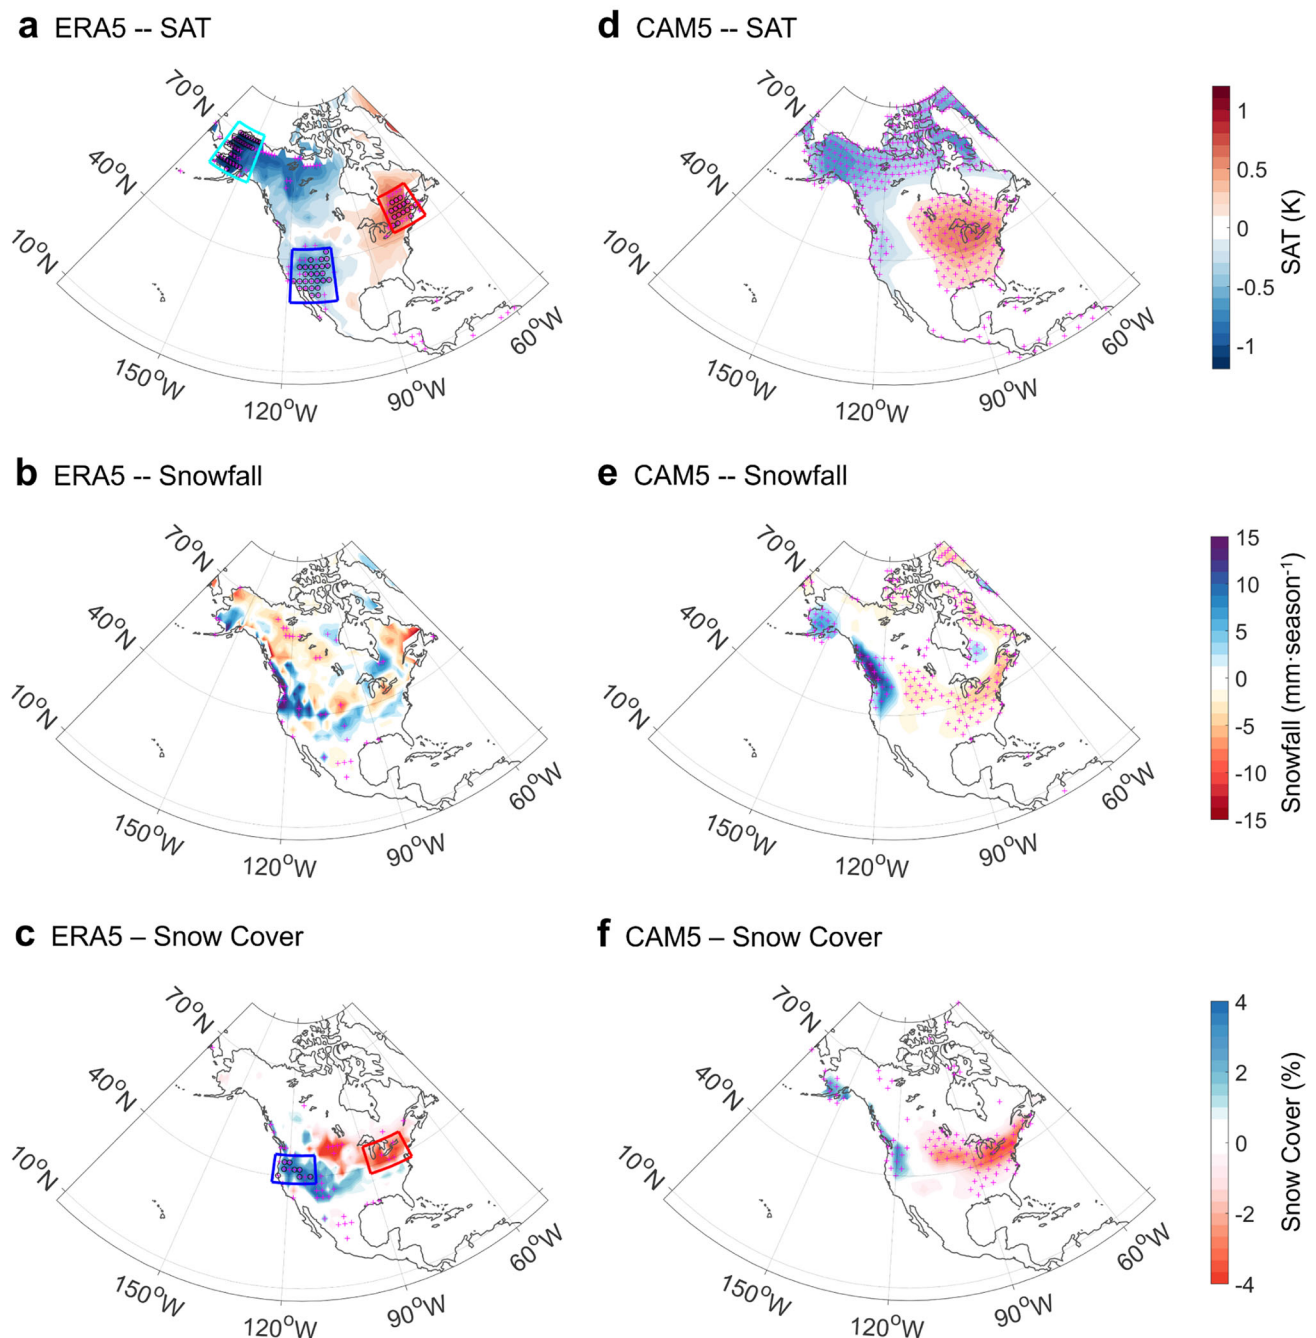 a ERA5 -- SAT
70°N
40°N
10°N
150°W
120°W
90°W
60°W
d CAM5 -- SAT
70°N
40°N
10°N
150°W
120°W
90°W
60°W
1
0.5
0
-0.5
-1
SAT (K)
b ERA5 -- Snowfall
70°N
40°N
10°N
150°W
120°W
90°W
60°W
e CAM5 -- Snowfall
70°N
40°N
10°N
150°W
120°W
90°W
60°W
15
10
5
0
-5
-10
-15
Snowfall (mm·season⁻¹)
c ERA5 – Snow Cover
70°N
40°N
10°N
150°W
120°W
90°W
60°W
f CAM5 – Snow Cover
70°N
40°N
10°N
150°W
120°W
90°W
60°W
4
2
0
-2
-4
Snow Cover (%)